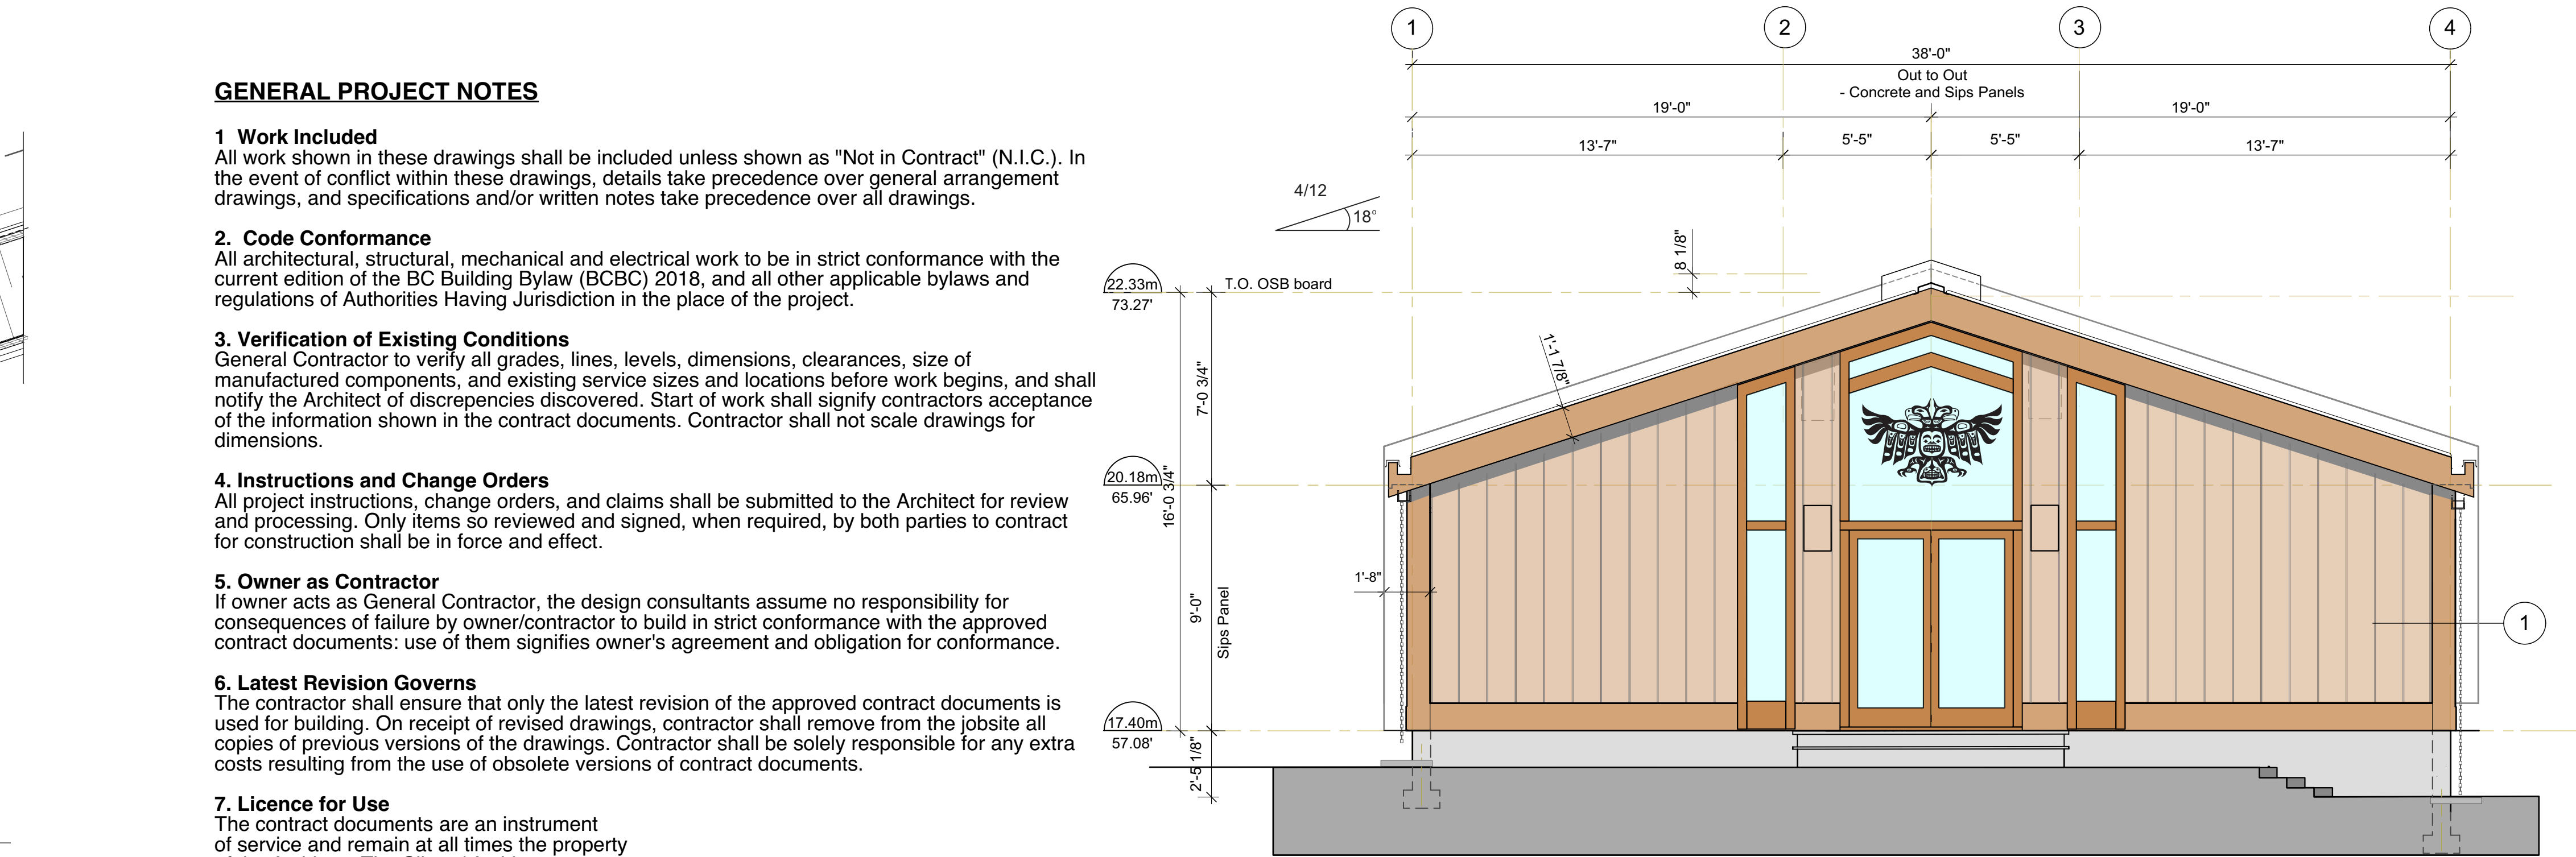 GENERAL PROJECT NOTES
1 Work Included
All work shown in these drawings shall be included unless shown as "Not in Contract" (N.I.C.). In
the event of conflict within these drawings, details take precedence over general arrangement
drawings, and specifications and/or written notes take precedence over all drawings.
2. Code Conformance
All architectural, structural, mechanical and electrical work to be in strict conformance with the
current edition of the BC Building Bylaw (BCBC) 2018, and all other applicable bylaws and
regulations of Authorities Having Jurisdiction in the place of the project.
3. Verification of Existing Conditions
General Contractor to verify all grades, lines, levels, dimensions, clearances, size of
manufactured components, and existing service sizes and locations before work begins, and shall
notify the Architect of discrepancies discovered. Start of work shall signify contractors acceptance
of the information shown in the contract documents. Contractor shall not scale drawings for
dimensions.
4. Instructions and Change Orders
All project instructions, change orders, and claims shall be submitted to the Architect for review
and processing. Only items so reviewed and signed, when required, by both parties to contract
for construction shall be in force and effect.
5. Owner as Contractor
If owner acts as General Contractor, the design consultants assume no responsibility for
consequences of failure by owner/contractor to build in strict conformance with the approved
contract documents: use of them signifies owner's agreement and obligation for conformance.
6. Latest Revision Governs
The contractor shall ensure that only the latest revision of the approved contract documents is
used for building. On receipt of revised drawings, contractor shall remove from the jobsite all
copies of previous versions of the drawings. Contractor shall be solely responsible for any extra
costs resulting from the use of obsolete versions of contract documents.
7. Licence for Use
The contract documents are an instrument
of service and remain at all times the property
1
2
3
4
38'-0"
Out to Out
- Concrete and Sips Panels
19'-0"
19'-0"
13'-7"
5'-5"
5'-5"
13'-7"
4/12
18°
8 1/8"
22.33m
73.27'
T.O. OSB board
7'-0 3/4"
1'-1 7/8"
20.18m
65.96'
16'-0 3/4"
9'-0"
Sips Panel
1'-8"
1
17.40m
57.08'
2'-5 1/8"